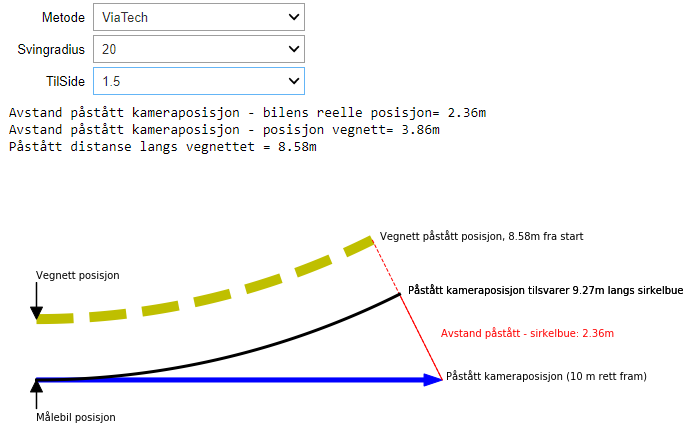 Metode ViaTech
Svingradius 20
TilSide 1.5
Avstand påstått kameraposisjon - bilens reelle posisjon= 2.36m
Avstand påstått kameraposisjon - posisjon vegnett= 3.86m
Påstått distanse langs vegnettet = 8.58m
Vegnett påstått posisjon, 8.58m fra start
Vegnett posisjon
Påstått kameraposisjon tilsvarer 9.27m langs sirkelbue
Avstand påstått - sirkelbue: 2.36m
Påstått kameraposisjon (10 m rett fram)
Målebil posisjon